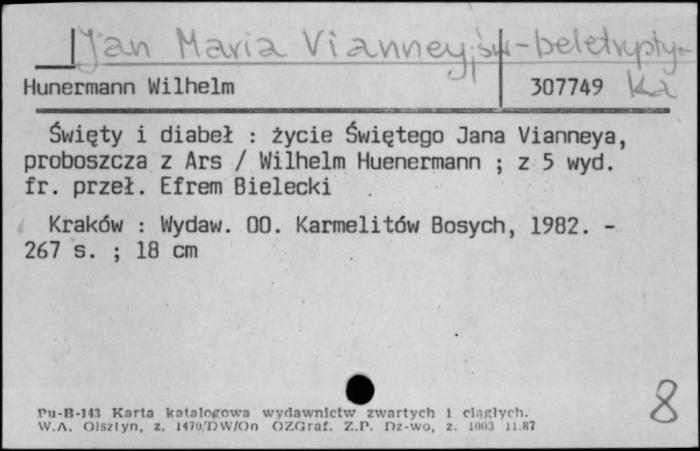 Jan Maria Vianney, św - beletrysty-
ka
Hunermann Wilhelm 307749
Święty i diabeł : życie Świętego Jana Vianneya,
proboszcza z Ars / Wilhelm Huenermann ; z 5 wyd.
fr. przeł. Efrem Bielecki
Kraków : Wydaw. OO. Karmelitów Bosych, 1982. -
267 s. ; 18 cm
8
Pu-B-143 Karta katalogowa wydawnictw zwartych i ciągłych.
W.A. Olsztyn, z. 1470/DW/On OZGraf. Z.P. Dz-wo, z. 1003 11.87